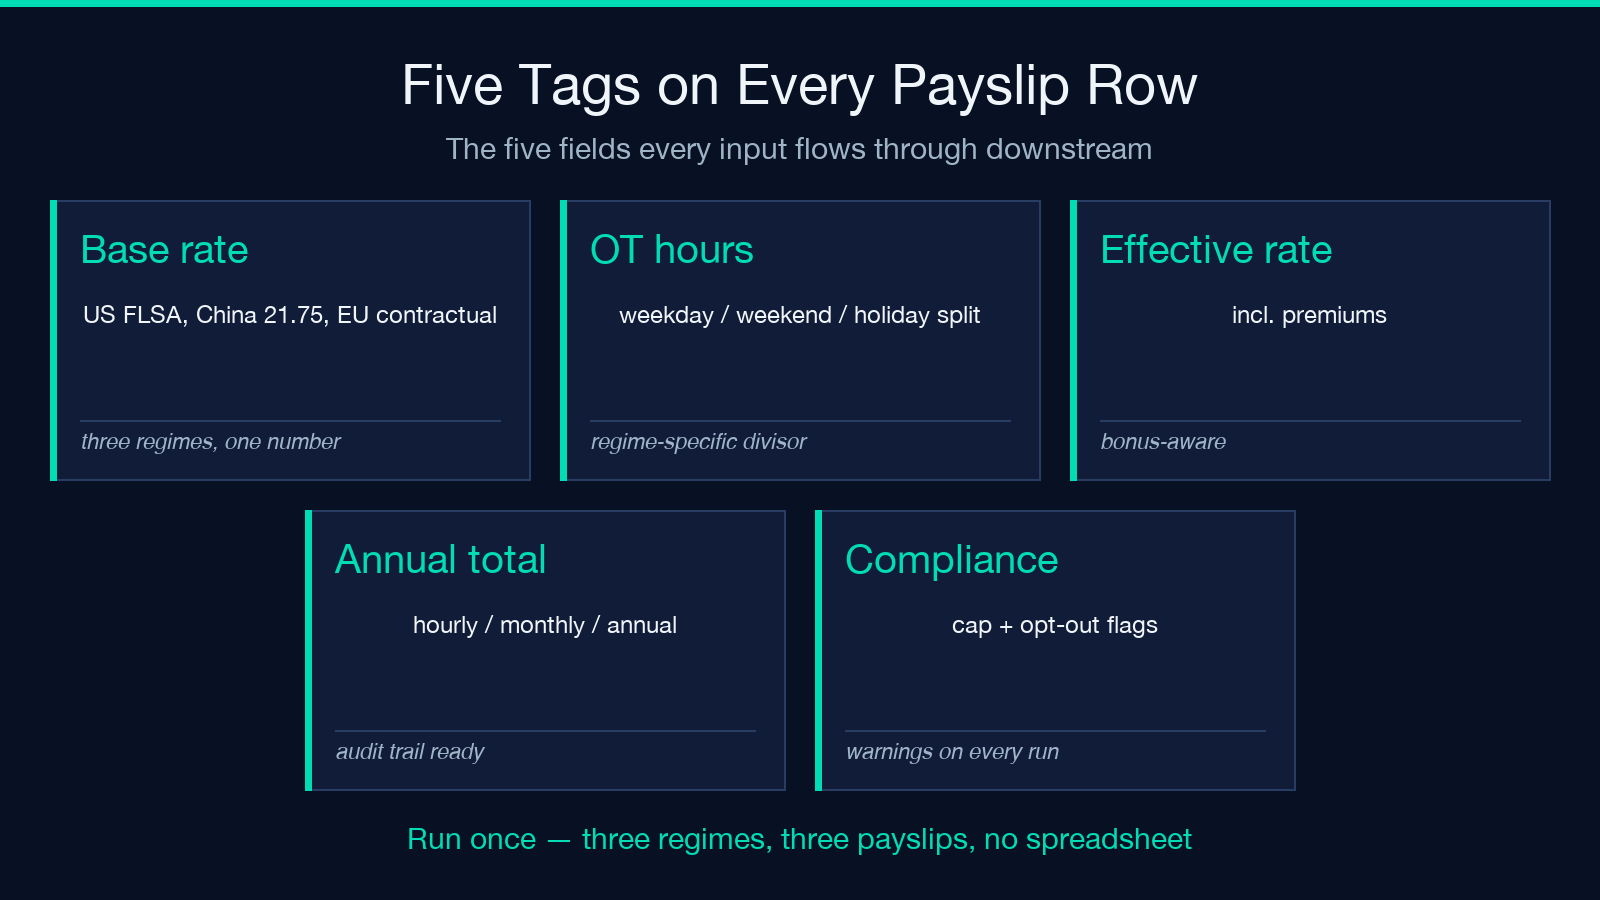 Five Tags on Every Payslip Row
The five fields every input flows through downstream
Base rate
US FLSA, China 21.75, EU contractual
three regimes, one number
OT hours
weekday / weekend / holiday split
regime-specific divisor
Effective rate
incl. premiums
bonus-aware
Annual total
hourly / monthly / annual
audit trail ready
Compliance
cap + opt-out flags
warnings on every run
Run once — three regimes, three payslips, no spreadsheet